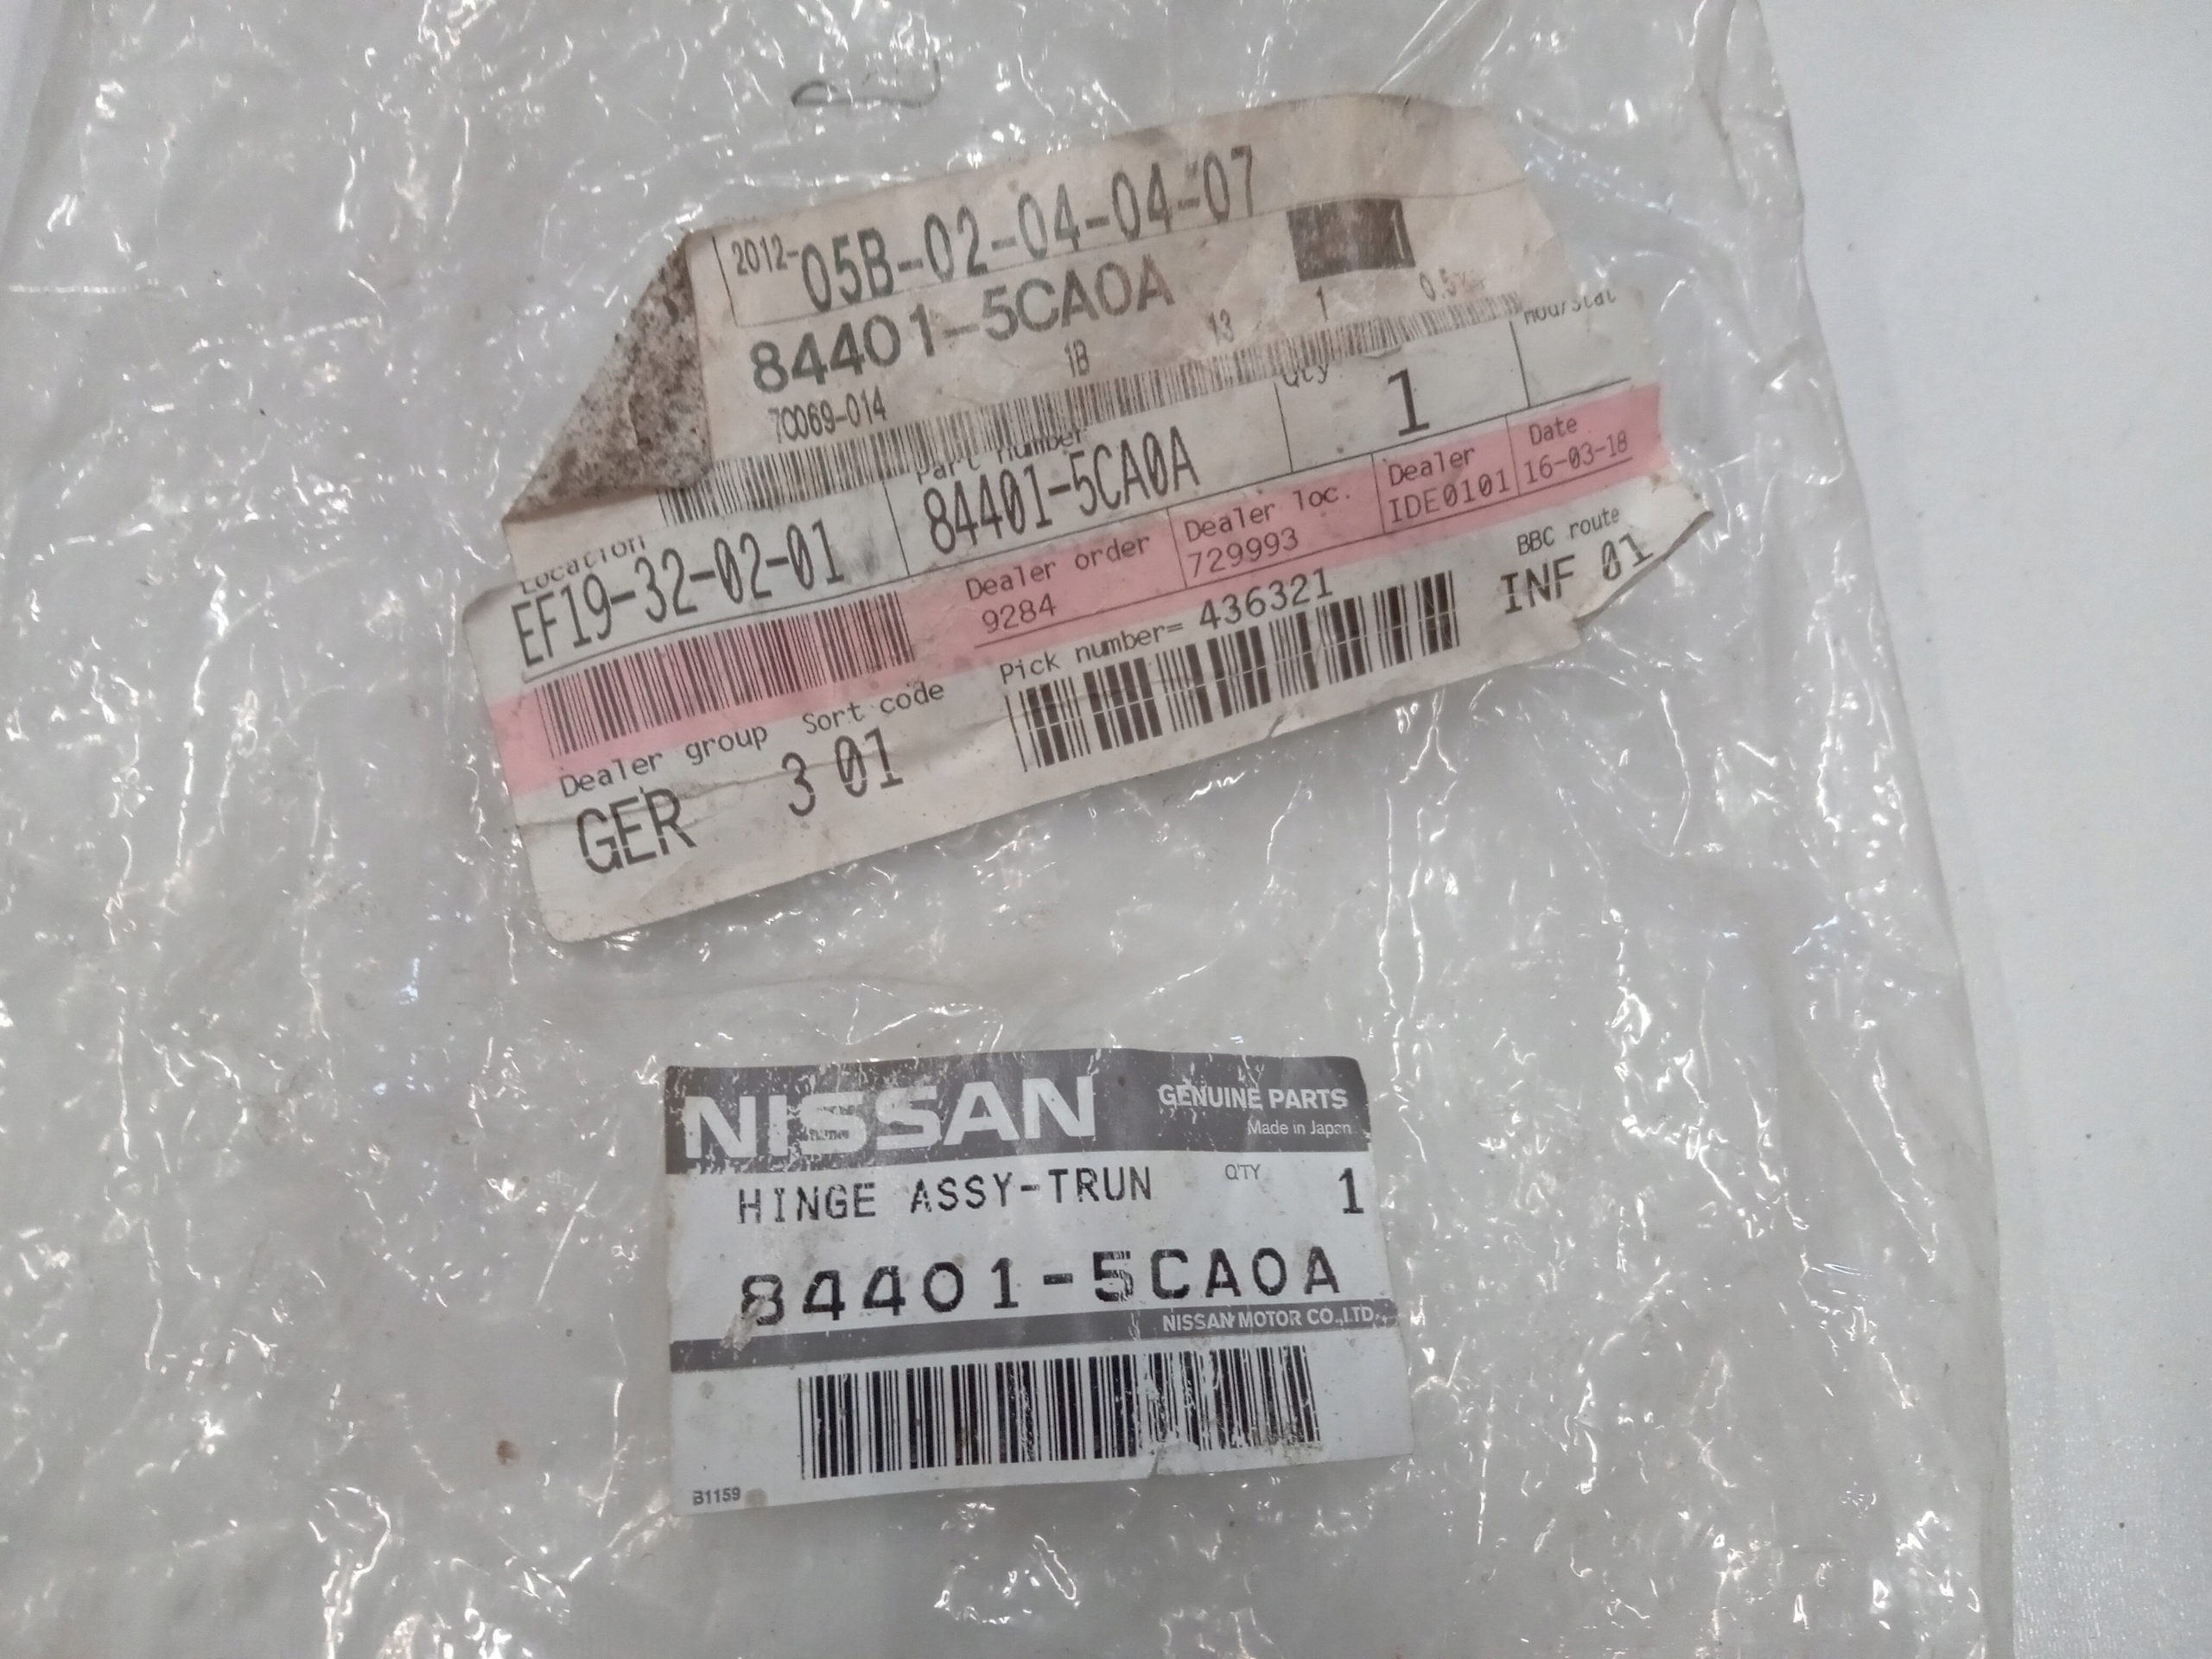 2012-05B-02-04-04-07
84401-5CA0A
1
70069-014 1B 13 1
Location
EF19-32-02-01
Part number
84401-5CA0A
Qty
1
Dealer order
9284
Dealer loc.
729993
Dealer
IDE0101
Date
16-03-18
Dealer group Sort code
GER 3 01
Pick number= 436321
BBC route
INF 01
NISSAN GENUINE PARTS
Made in Japan
HINGE ASSY-TRUN Q'TY 1
84401-5CA0A
NISSAN MOTOR CO.,LTD.
B1159